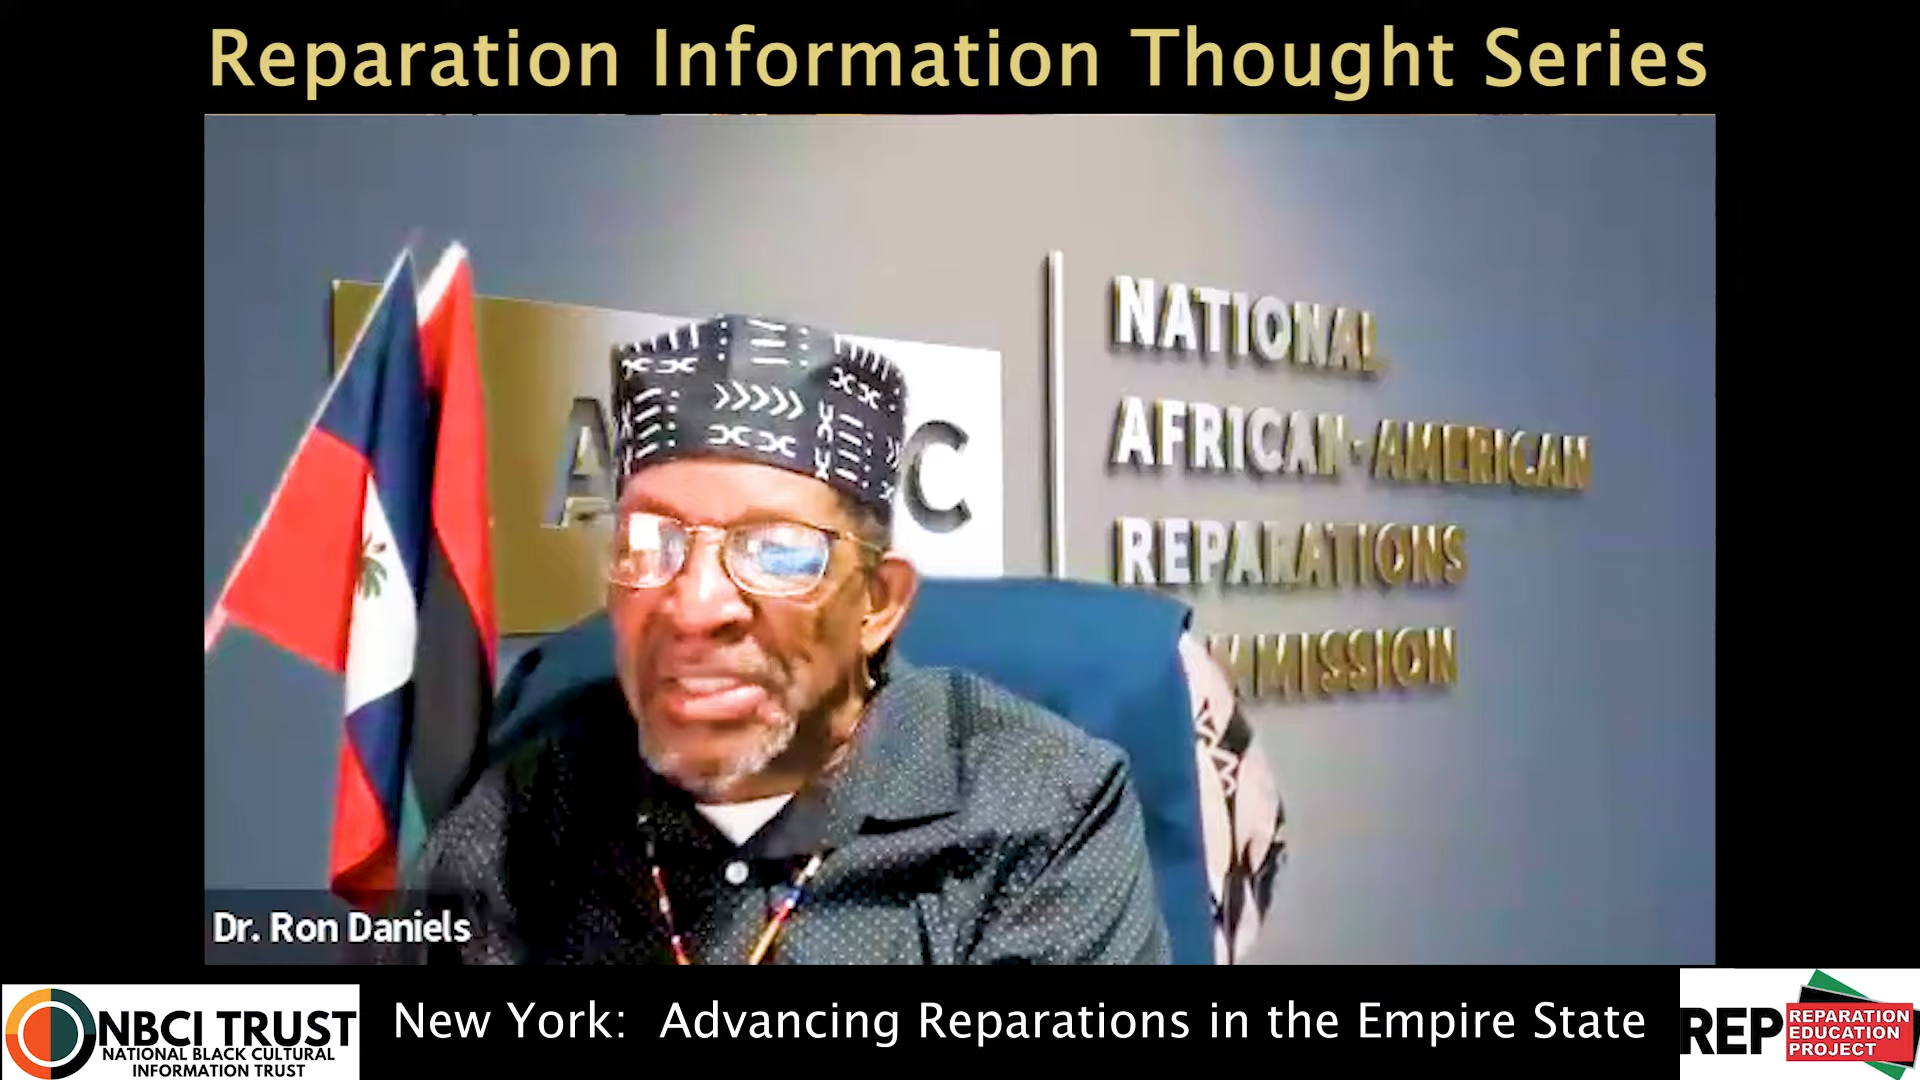 Reparation Information Thought Series
NATIONAL
AFRICAN-AMERICAN
REPARATIONS
MMISSION
A C
Dr. Ron Daniels
NBCI TRUST
NATIONAL BLACK CULTURAL
INFORMATION TRUST
New York: Advancing Reparations in the Empire State
REP
REPARATION
EDUCATION
PROJECT